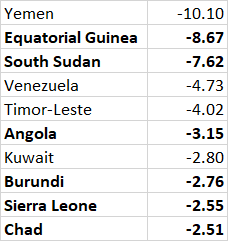 Yemen -10.10
Equatorial Guinea -8.67
South Sudan -7.62
Venezuela -4.73
Timor-Leste -4.02
Angola -3.15
Kuwait -2.80
Burundi -2.76
Sierra Leone -2.55
Chad -2.51